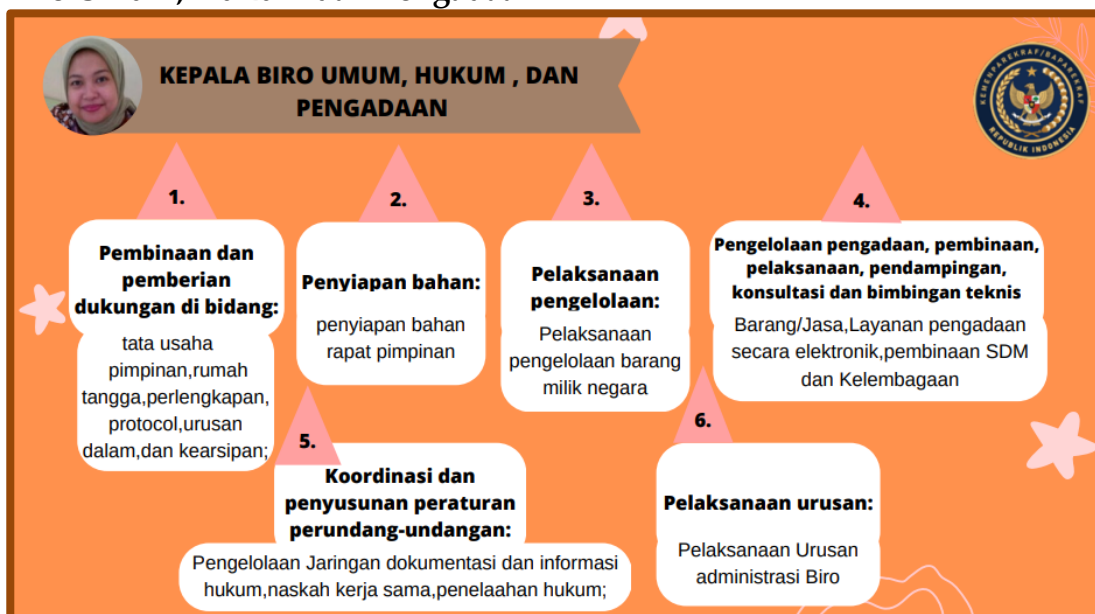 KEPALA BIRO UMUM, HUKUM , DAN
PENGADAAN
KEMENPAREKRAF/BAPAREKRAF
REPUBLIK INDONESIA
1.
Pembinaan dan
pemberian
dukungan di bidang:
tata usaha
pimpinan,rumah
tangga,perlengkapan,
protocol,urusan
dalam,dan kearsipan;
2.
Penyiapan bahan:
penyiapan bahan
rapat pimpinan
3.
Pelaksanaan
pengelolaan:
Pelaksanaan
pengelolaan barang
milik negara
4.
Pengelolaan pengadaan, pembinaan,
pelaksanaan, pendampingan,
konsultasi dan bimbingan teknis
Barang/Jasa,Layanan pengadaan
secara elektronik,pembinaan SDM
dan Kelembagaan
5.
Koordinasi dan
penyusunan peraturan
perundang-undangan:
Pengelolaan Jaringan dokumentasi dan informasi
hukum,naskah kerja sama,penelaahan hukum;
6.
Pelaksanaan urusan:
Pelaksanaan Urusan
administrasi Biro